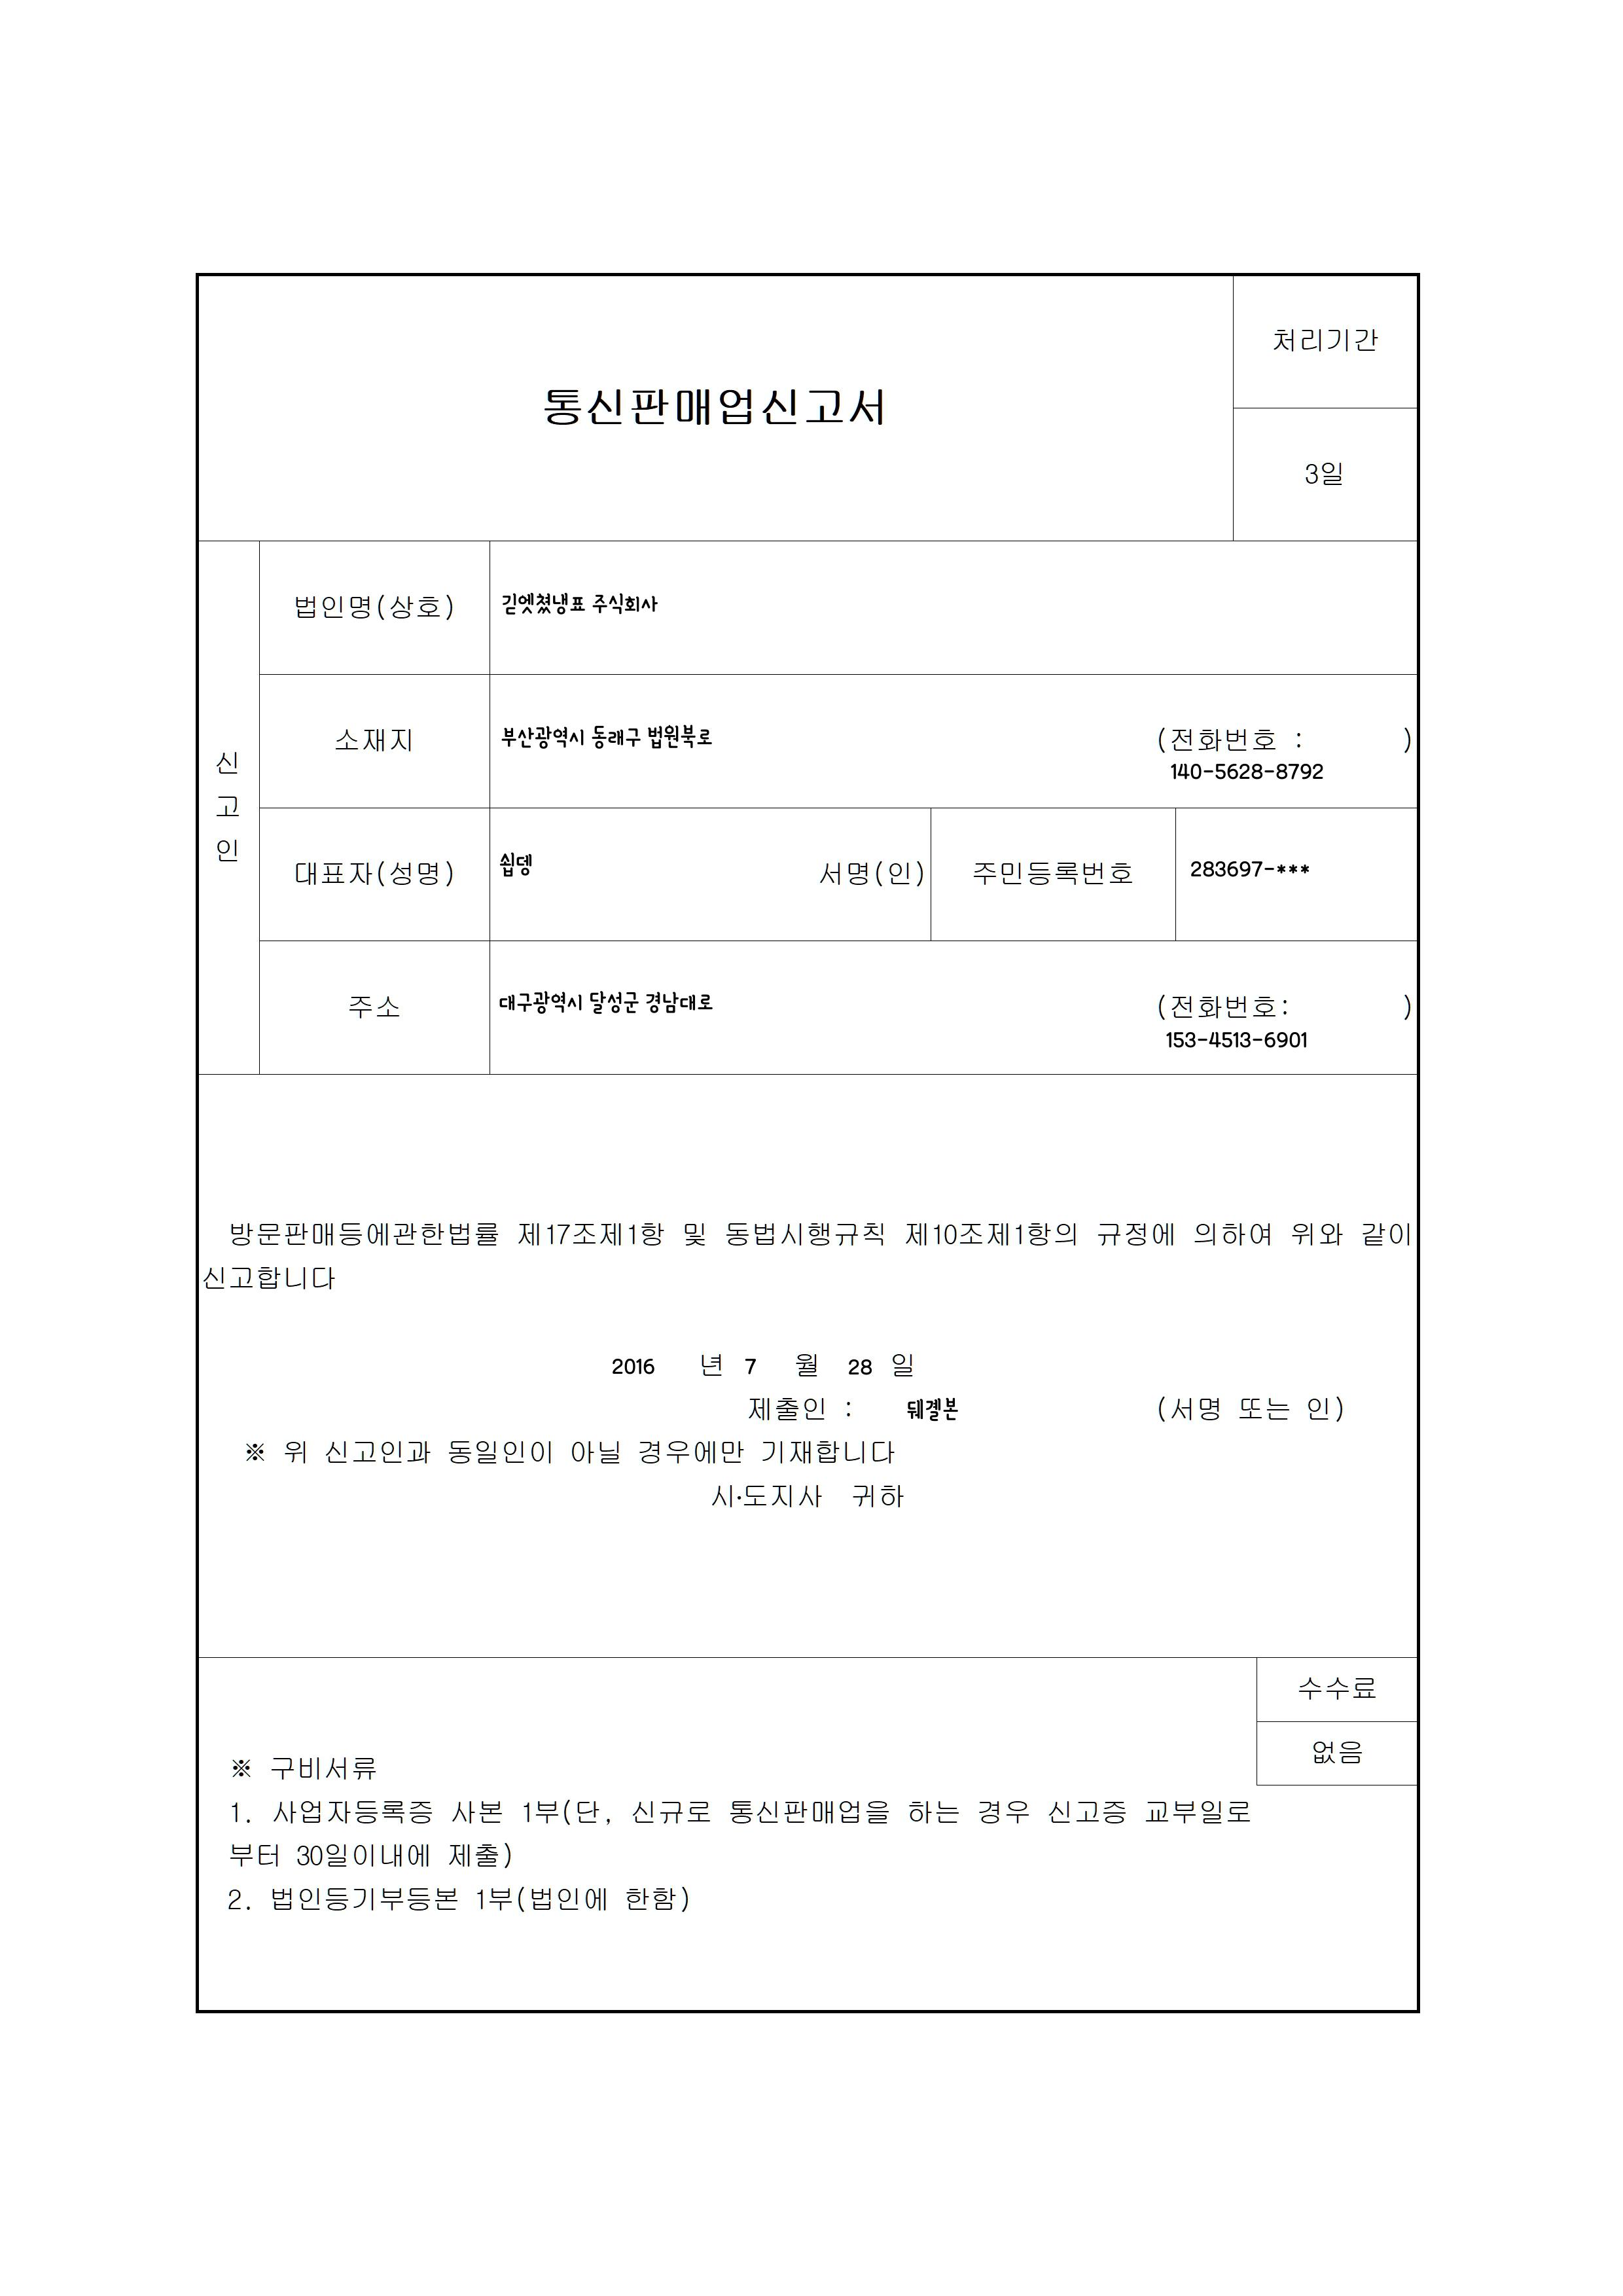 처리기간
통신판매업신고서
3일
신고인
법인명(상호) 긷엣쳤냉표 주식회사
소재지 부산광역시 동래구 법원북로 (전화번호 : )
140-5628-8792
대표자(성명) 쇱뎅 서명(인) 주민등록번호 283697-***
주소 대구광역시 달성군 경남대로 (전화번호: )
153-4513-6901
방문판매등에관한법률 제17조제1항 및 동법시행규칙 제10조제1항의 규정에 의하여 위와 같이
신고합니다
2016 년 7 월 28 일
제출인 : 뒈곌본 (서명 또는 인)
※ 위 신고인과 동일인이 아닐 경우에만 기재합니다
시·도지사 귀하
수수료
없음
※ 구비서류
1. 사업자등록증 사본 1부(단, 신규로 통신판매업을 하는 경우 신고증 교부일로
부터 30일이내에 제출)
2. 법인등기부등본 1부(법인에 한함)